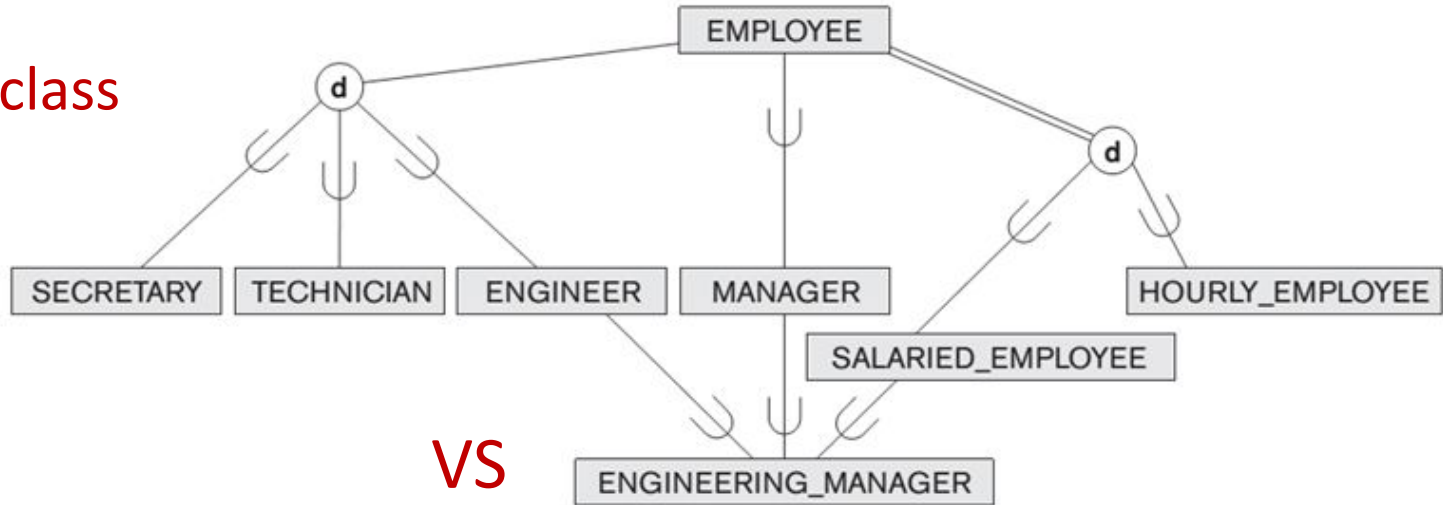 EMPLOYEE
class
d
d
SECRETARY
TECHNICIAN
ENGINEER
MANAGER
HOURLY_EMPLOYEE
SALARIED_EMPLOYEE
VS
ENGINEERING_MANAGER